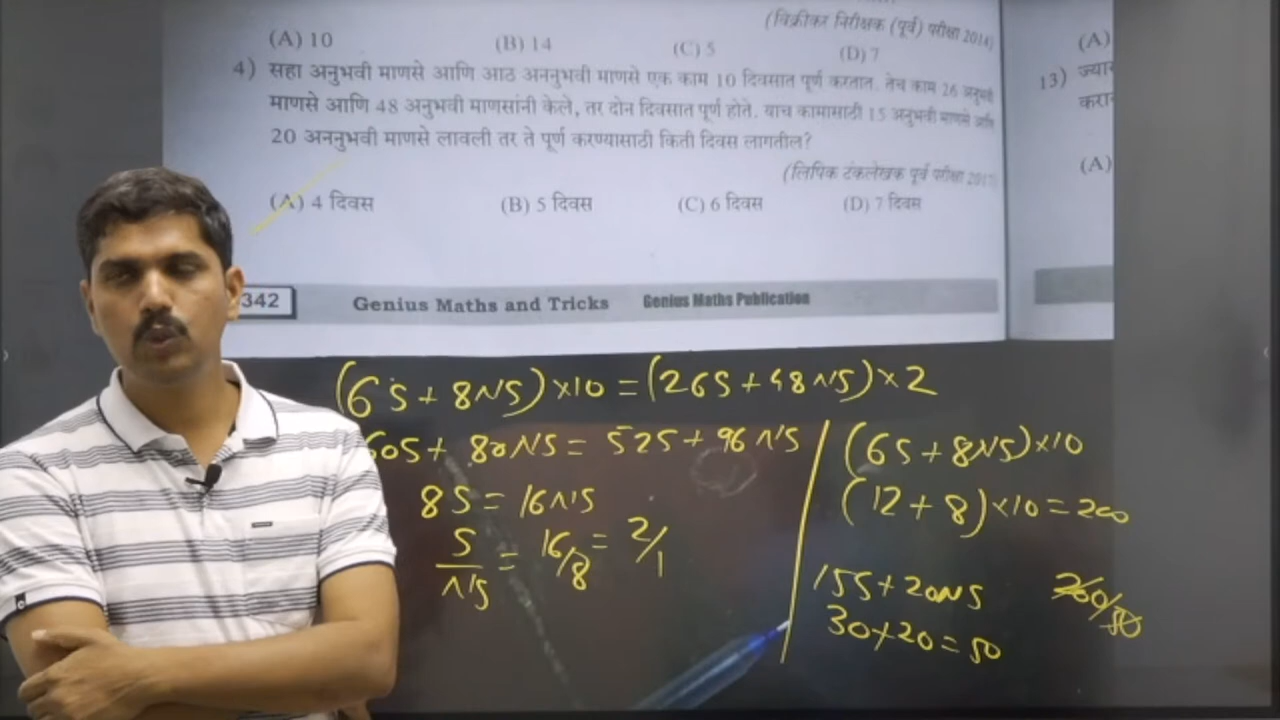 (विक्रीकर निरीक्षक (पूर्व) परीक्षा 2014)
(A) 10 (B) 14 (C) 5 (D) 7
4) सहा अनुभवी माणसे आणि आठ अननुभवी माणसे एक काम 10 दिवसात पूर्ण करतात. तेच काम 26 अनुभवी
माणसे आणि 48 अनुभवी माणसांनी केले, तर दोन दिवसात पूर्ण होते. याच कामासाठी 15 अनुभवी माणसे आणि
20 अननुभवी माणसे लावली तर ते पूर्ण करण्यासाठी किती दिवस लागतील?
(लिपिक टंकलेखक पूर्व परीक्षा
(A) 4 दिवस (B) 5 दिवस (C) 6 दिवस (D) 7 दिवस
342 Genius Maths and Tricks Genius Maths Publication
(A)
13) ज्या
करा
(A)
(6S + 8NS) × 10 = (26S + 48NS) × 2
60S + 80NS = 52S + 96NS
8S = 16NS
S/NS = 16/8 = 2/1
(6S + 8NS) × 10
(12 + 8) × 10 = 200
15S + 20NS
30 + 20 = 50
200/50